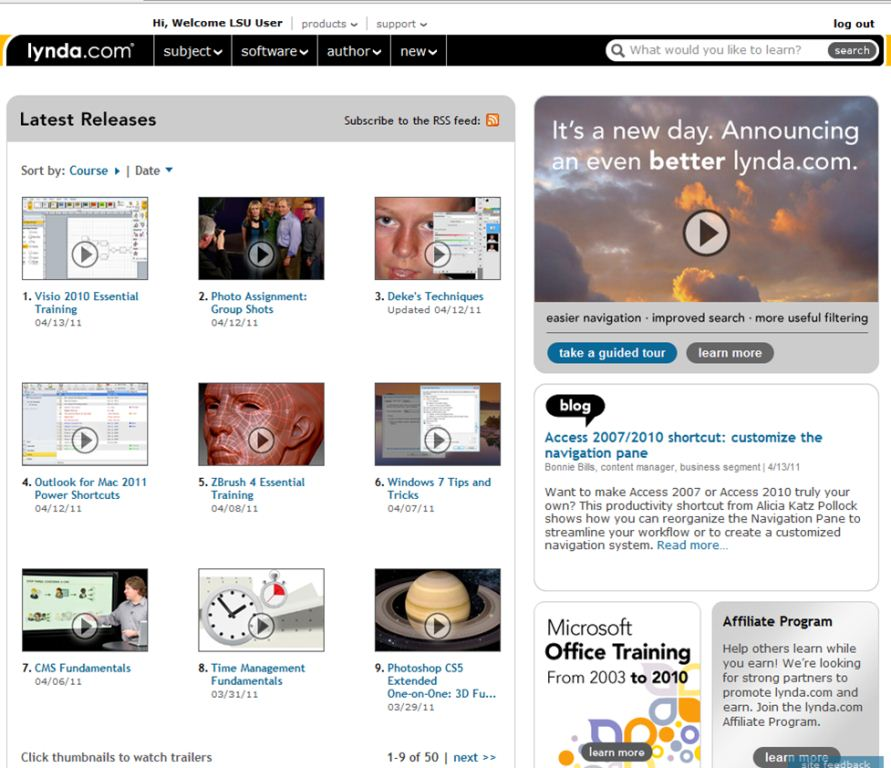 Hi, Welcome LSU User
products
support
log out
lynda.com®
subject
software
author
new
What would you like to learn?
search
Latest Releases
Subscribe to the RSS feed:
Sort by: Course | Date
1. Visio 2010 Essential
Training
04/13/11
2. Photo Assignment:
Group Shots
04/12/11
3. Deke's Techniques
Updated 04/12/11
4. Outlook for Mac 2011
Power Shortcuts
04/12/11
5. ZBrush 4 Essential
Training
04/08/11
6. Windows 7 Tips and
Tricks
04/07/11
7. CMS Fundamentals
04/06/11
8. Time Management
Fundamentals
03/31/11
9. Photoshop CS5
Extended
One-on-One: 3D Fu...
03/29/11
Click thumbnails to watch trailers
1-9 of 50 | next >>
It's a new day. Announcing
an even better lynda.com.
easier navigation · improved search · more useful filtering
take a guided tour
learn more
blog
Access 2007/2010 shortcut: customize the
navigation pane
Bonnie Bills, content manager, business segment | 4/13/11
Want to make Access 2007 or Access 2010 truly your
own? This productivity shortcut from Alicia Katz Pollock
shows how you can reorganize the Navigation Pane to
streamline your workflow or to create a customized
navigation system. Read more...
Microsoft
Office Training
From 2003 to 2010
learn more
Affiliate Program
Help others learn while
you earn! We're looking
for strong partners to
promote lynda.com and
earn. Join the lynda.com
Affiliate Program.
learn more
site feedback